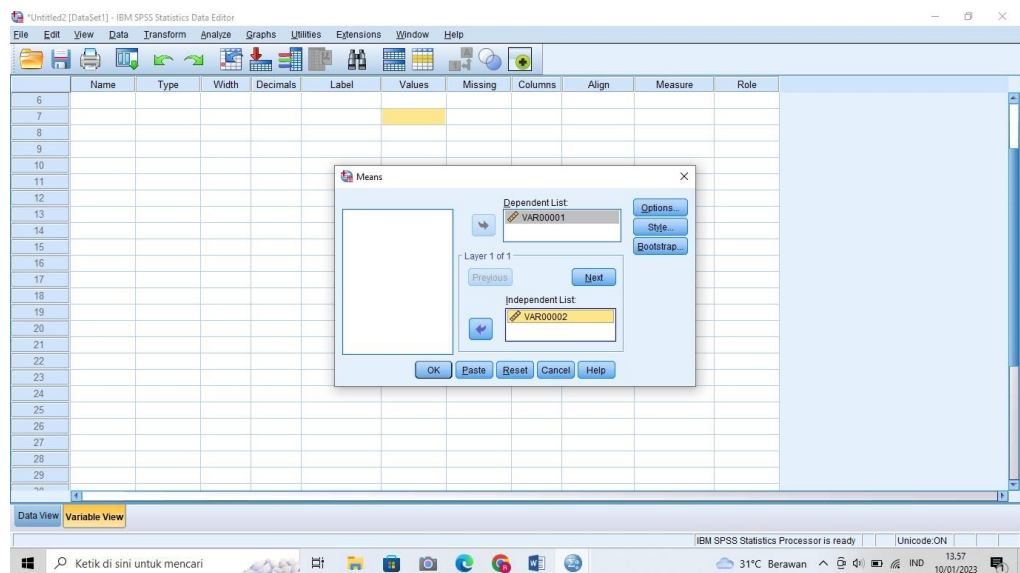 *Untitled2 [DataSet1] - IBM SPSS Statistics Data Editor
File Edit View Data Transform Analyze Graphs Utilities Extensions Window Help
Name Type Width Decimals Label Values Missing Columns Align Measure Role
6
7
8
9
10
11
12
13
14
15
16
17
18
19
20
21
22
23
24
25
26
27
28
29
Means
Dependent List:
VAR00001
Options...
Style...
Bootstrap...
Layer 1 of 1
Previous Next
Independent List:
VAR00002
OK Paste Reset Cancel Help
Data View Variable View
IBM SPSS Statistics Processor is ready Unicode:ON
Ketik di sini untuk mencari
31°C Berawan IND 13.57
10/01/2023